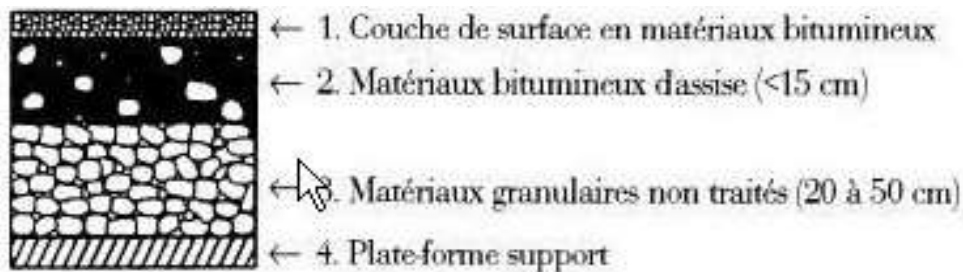 ← 1. Couche de surface en matériaux bitumineux
← 2. Matériaux bitumineux d'assise (<15 cm)
← 3. Matériaux granulaires non traités (20 à 50 cm)
← 4. Plate-forme support